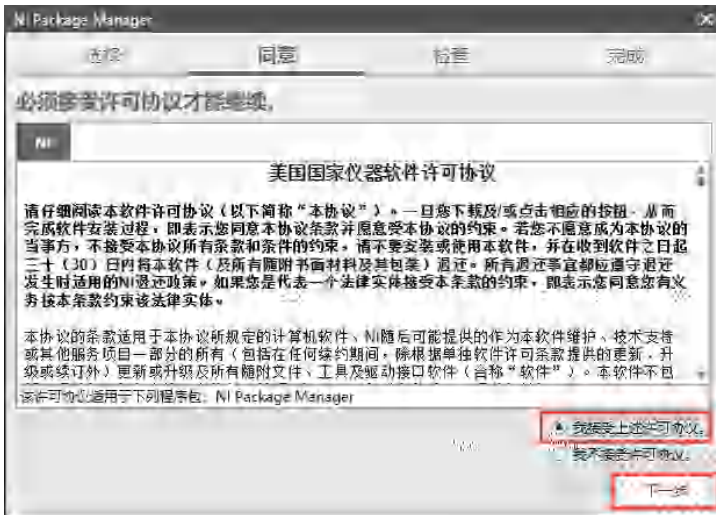 NI Package Manager
选择 同意 检查 完成
必须接受许可协议才能继续。
NI
美国国家仪器软件许可协议
请仔细阅读本软件许可协议（以下简称“本协议”）。一旦您下载及/或点击相应的按钮，从而
完成软件安装过程，即表示您同意本协议条款并愿意受本协议的约束。若您不愿意成为本协议的
当事方，不接受本协议所有条款和条件的约束，请不要安装或使用本软件，并在收到软件之日起
三十（30）日内将本软件（及所有随附书面材料及其包装）退还。所有退还事宜都应遵守退还
发生时适用的NI退还政策。如果您是代表一个法律实体接受本条款的约束，即表示您同意您有义
务按本条款约束该法律实体。
本协议的条款适用于本协议所规定的计算机软件、NI随后可能提供的作为本软件维护、技术支持
或其他服务项目一部分的所有（包括在任何续约期间，除根据单独软件许可条款提供的更新、升
级或续订外）更新或升级及所有随附文件、工具及驱动接口软件（合称“软件”）。本软件不包
该许可协议适用于下列程序包：NI Package Manager
我接受上述许可协议。
我不接受许可协议。
下一步